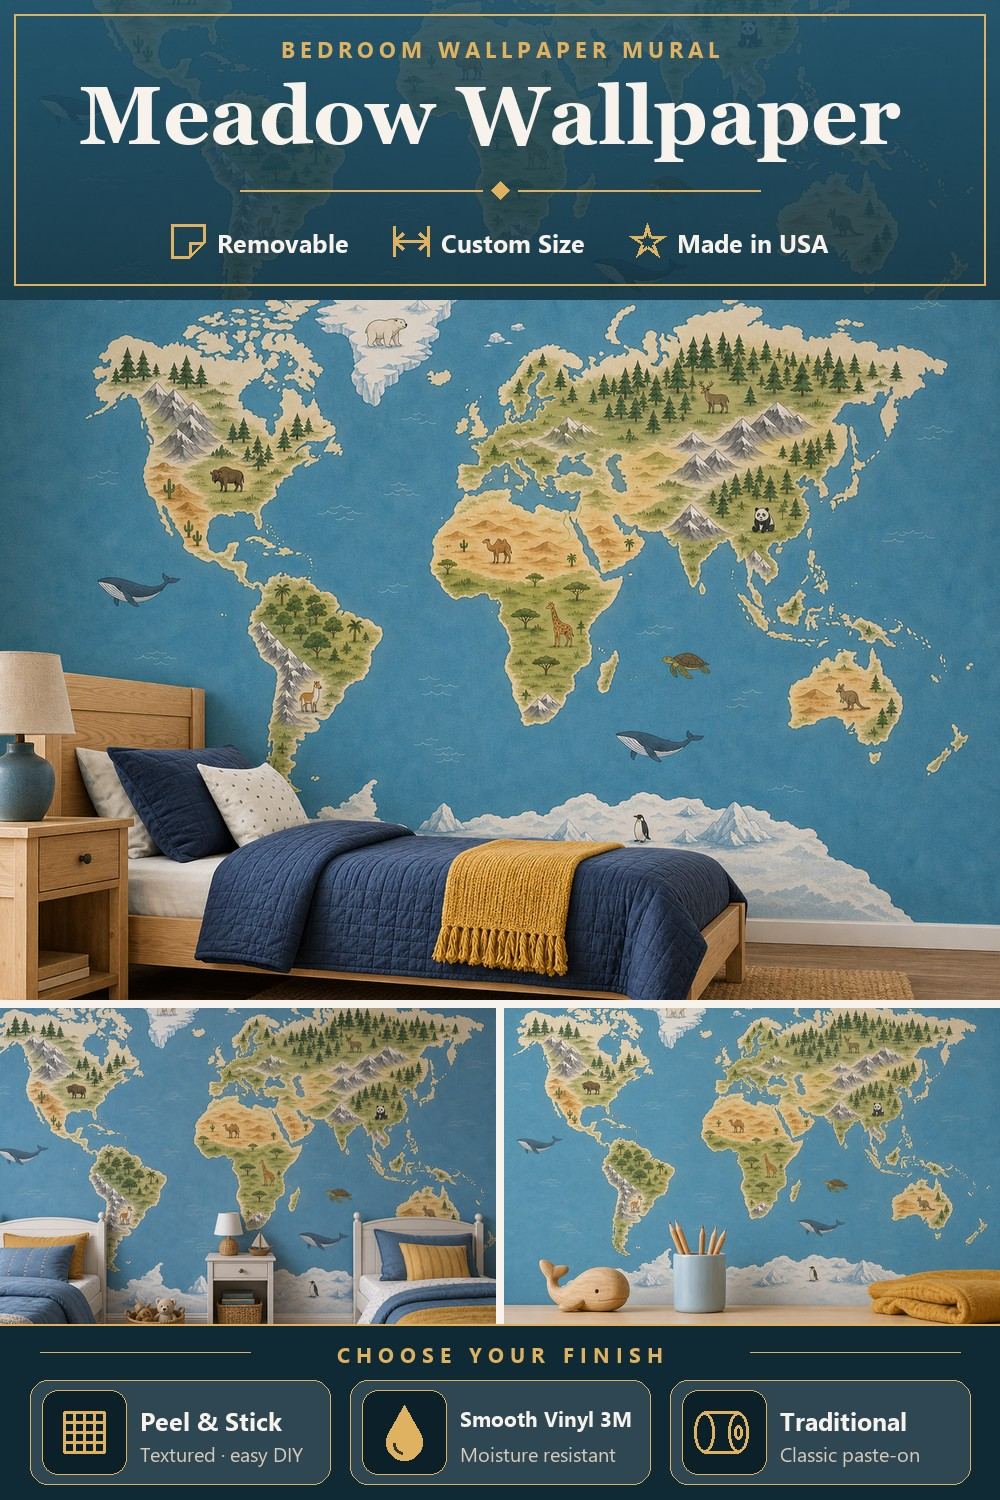 BEDROOM WALLPAPER MURAL
Meadow Wallpaper
Removable Custom Size Made in USA
CHOOSE YOUR FINISH
Peel & Stick Smooth Vinyl 3M Traditional
Textured · easy DIY Moisture resistant Classic paste-on